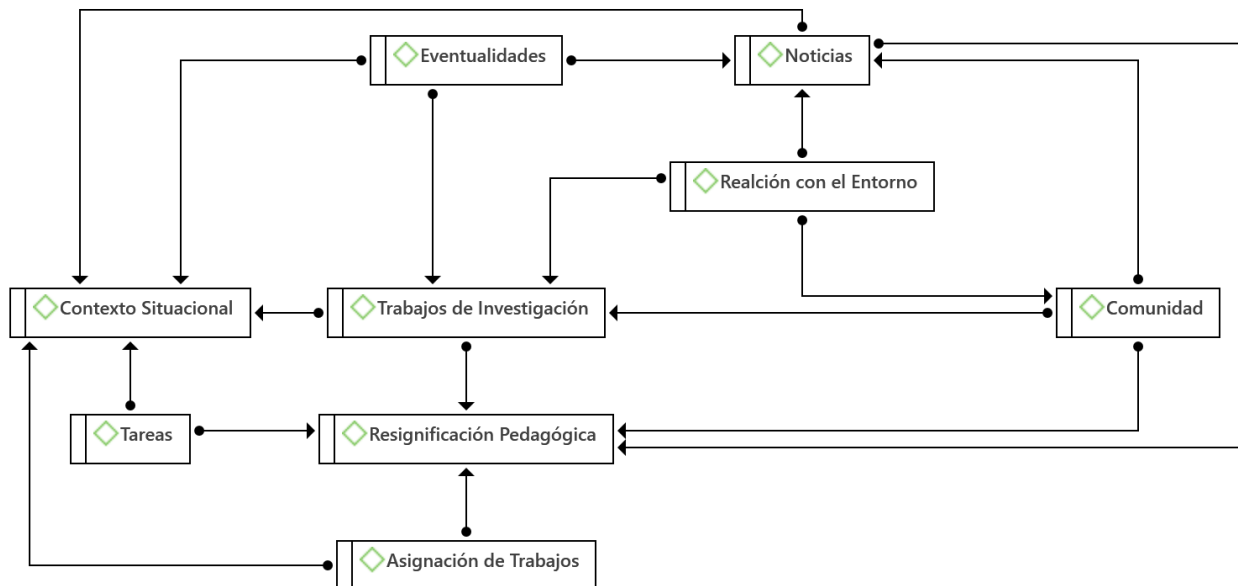 Eventualidades
Noticias
Realción con el Entorno
Contexto Situacional
Trabajos de Investigación
Comunidad
Tareas
Resignificación Pedagógica
Asignación de Trabajos